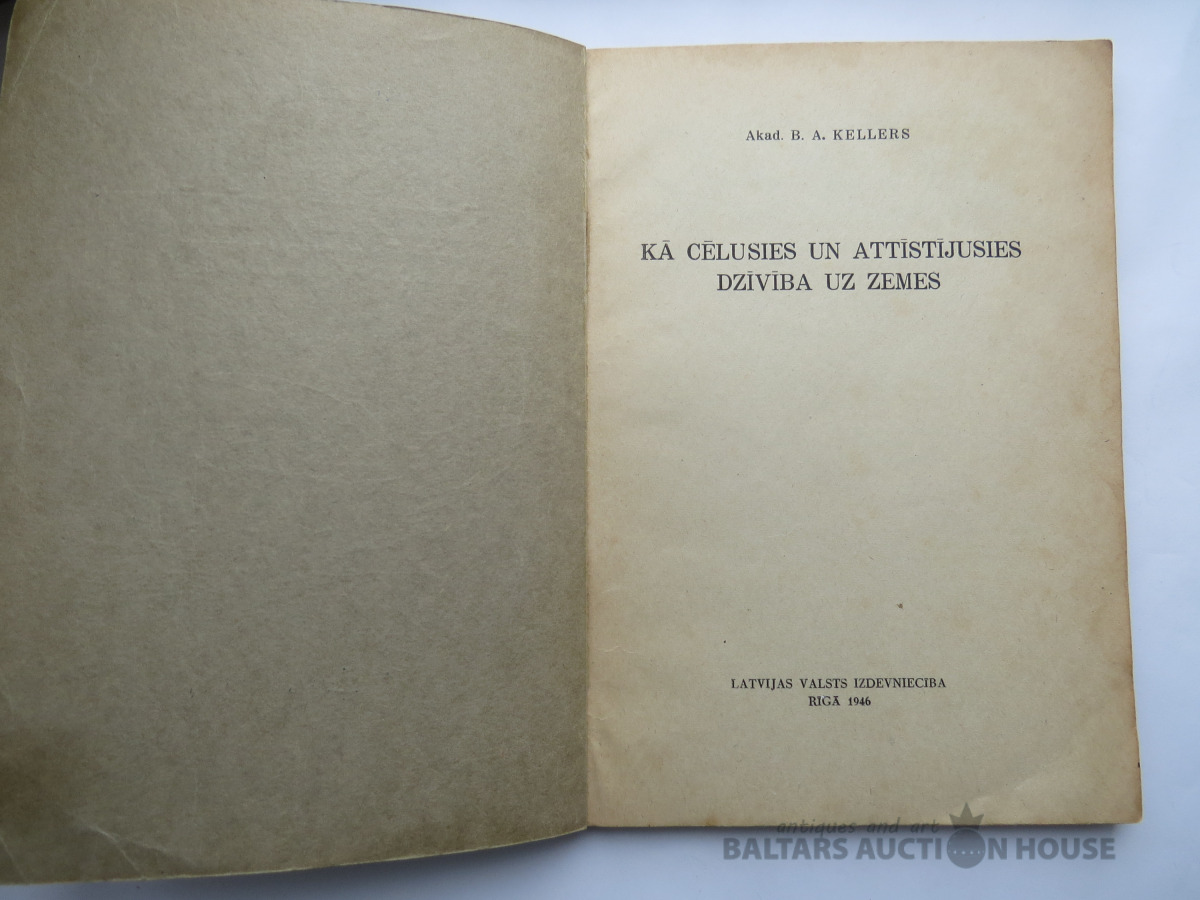 Akad. B. A. KELLERS
KĀ CĒLUSIES UN ATTĪSTĪJUSIES
DZĪVĪBA UZ ZEMES
LATVIJAS VALSTS IZDEVNIECĪBA
RIGĀ 1946
antiques and art
BALTARS AUCTION HOUSE